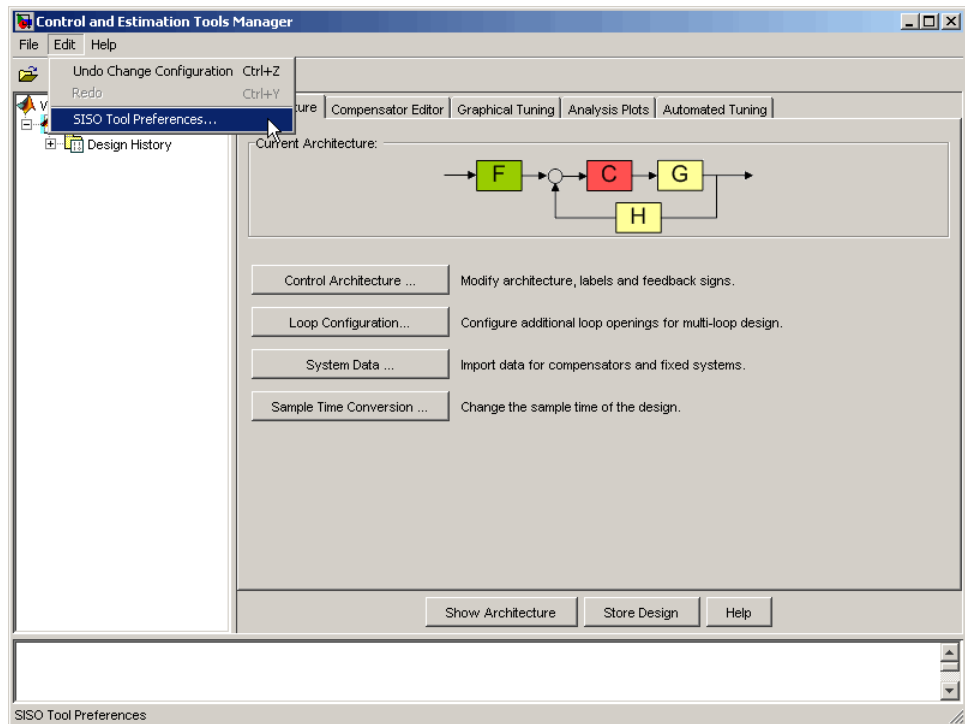 Control and Estimation Tools Manager
File Edit Help
Undo Change Configuration Ctrl+Z
Redo Ctrl+Y
SISO Tool Preferences...
Design History
Compensator Editor Graphical Tuning Analysis Plots Automated Tuning
Current Architecture:
F C G
H
Control Architecture ... Modify architecture, labels and feedback signs.
Loop Configuration... Configure additional loop openings for multi-loop design.
System Data ... Import data for compensators and fixed systems.
Sample Time Conversion ... Change the sample time of the design.
Show Architecture Store Design Help
SISO Tool Preferences